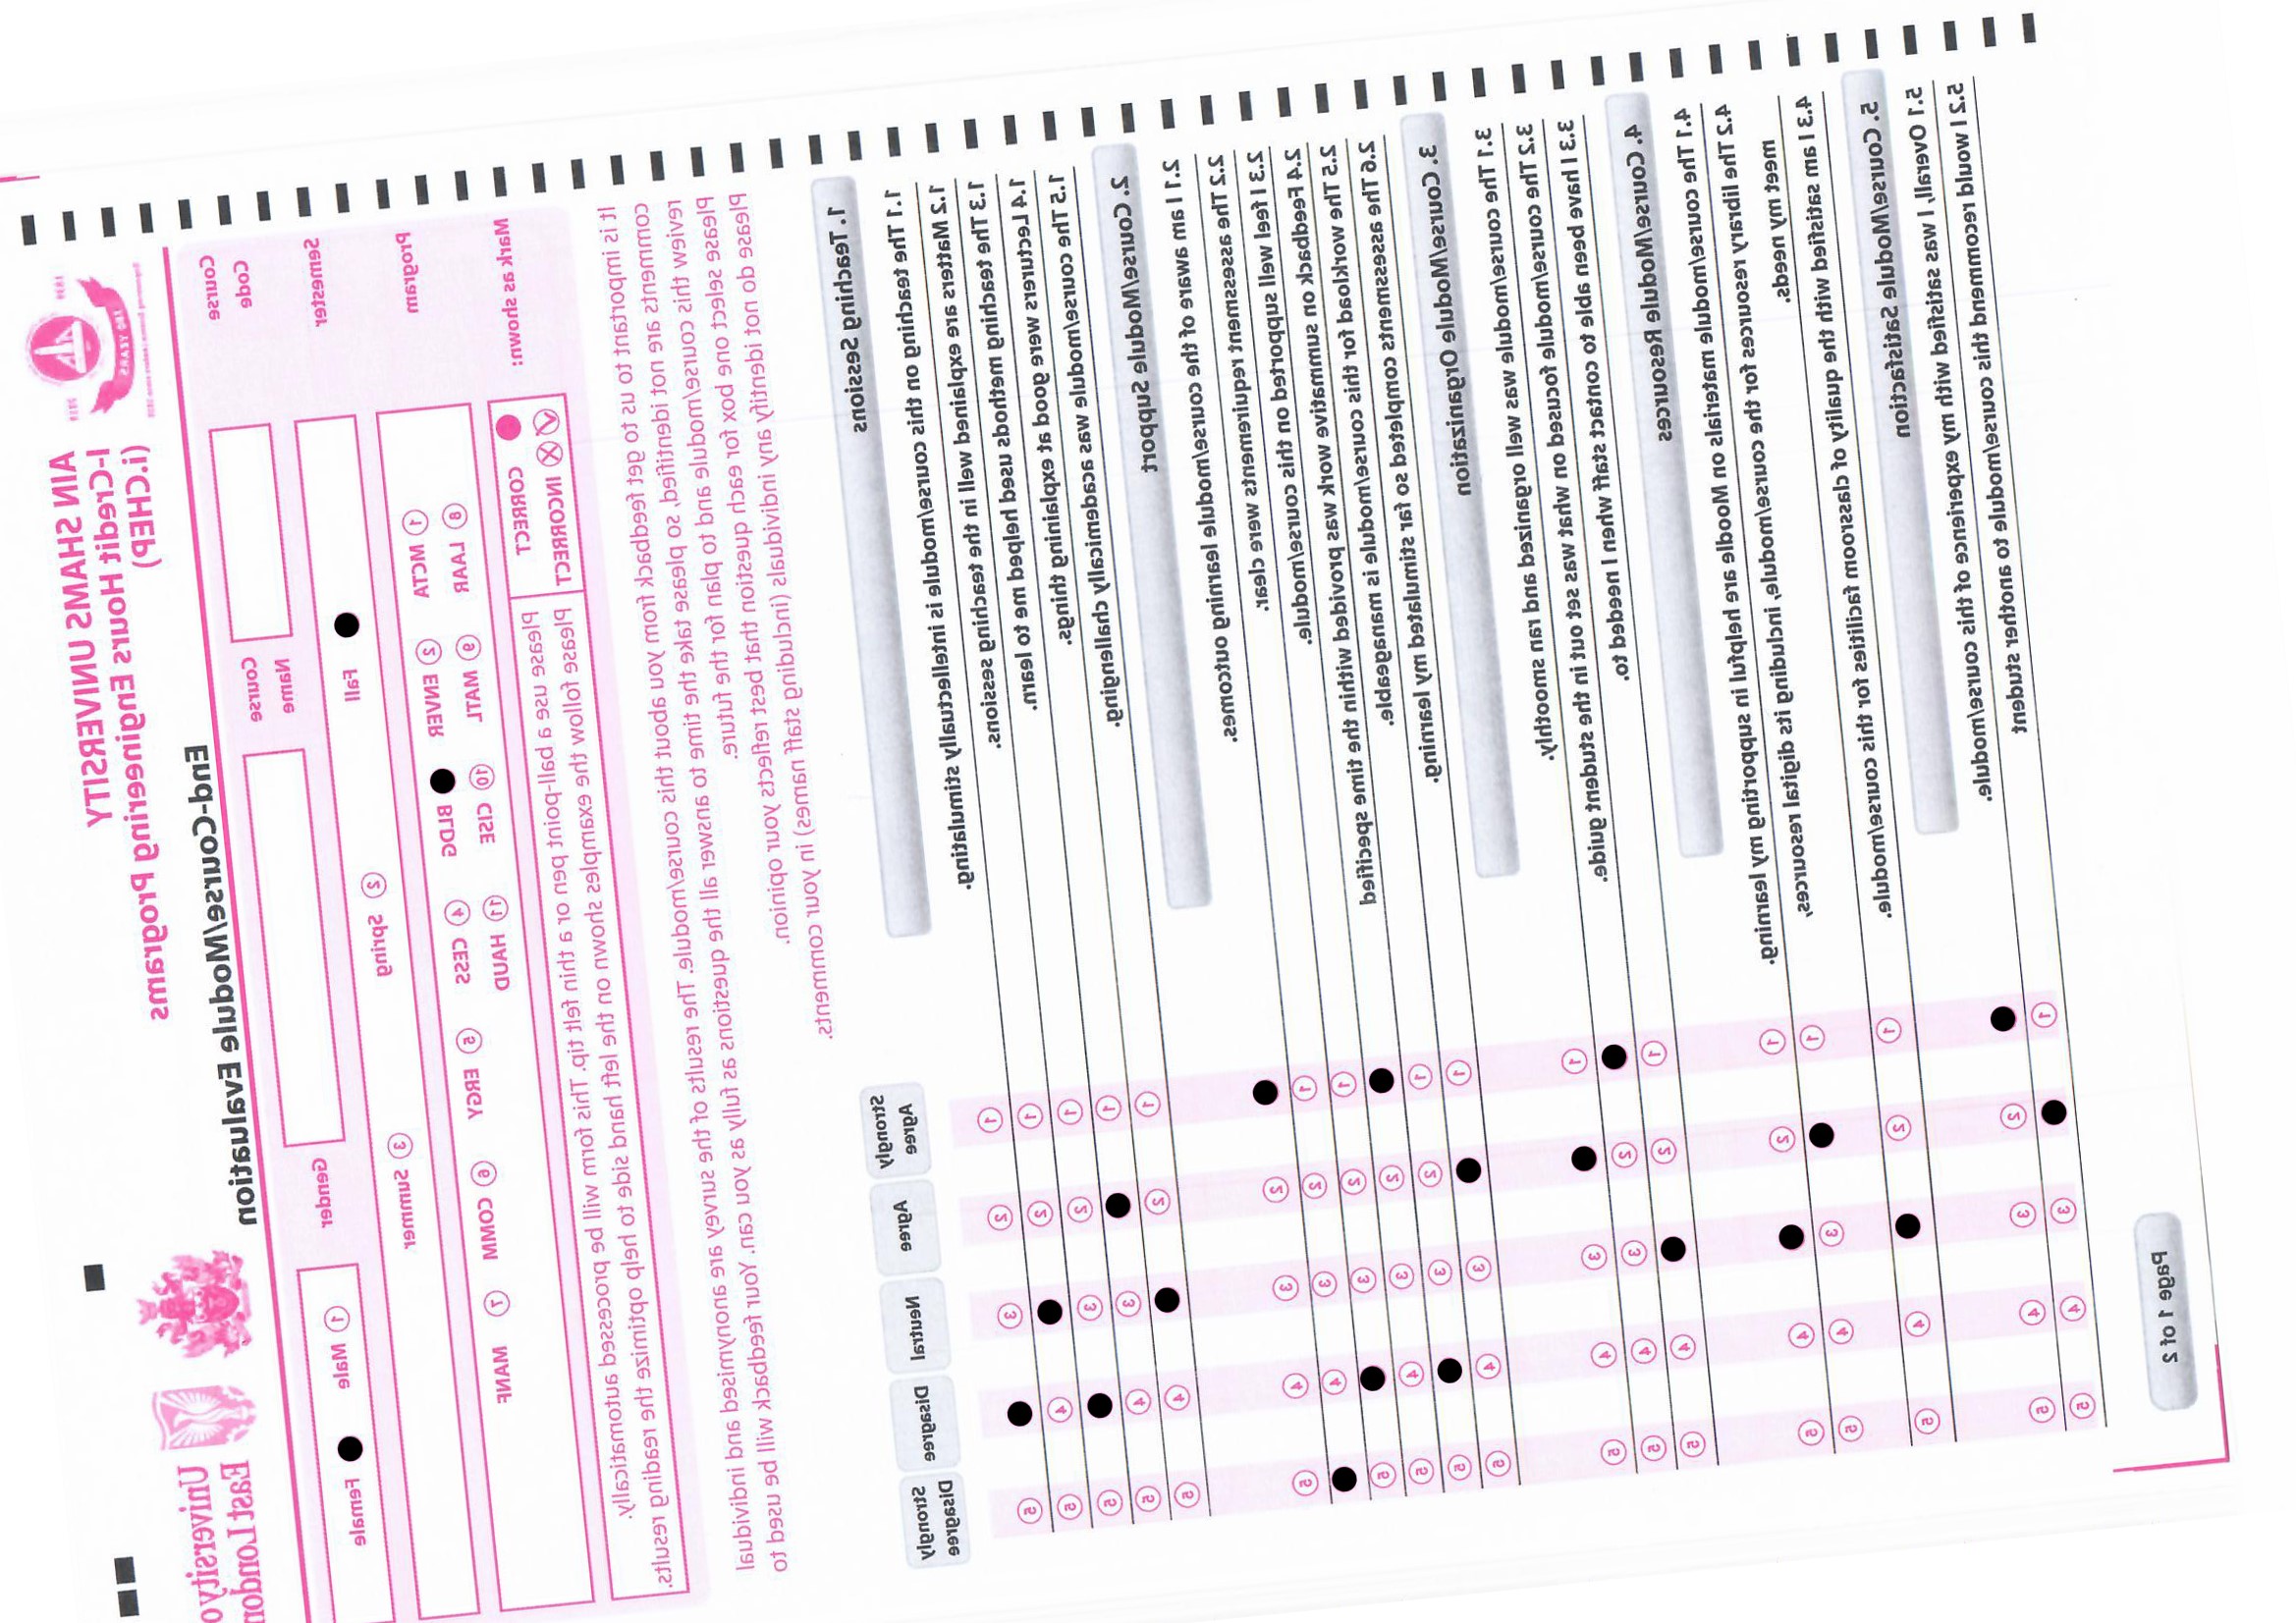 AIN SHAMS UNIVERSITY
I-Credit Hours Engineering Programs
(i.CHEP)
University of
East London
End-Course/Module Evaluation
Course Code
Course Name
Gender
1 Male
Female
Semester
Fall
2 Spring
3 Summer
Program
1 MCTA 2 ENVER BLDG 4 CESS 5 ERGY 6 COMM 7 MANF
8 LAAR 9 WATL 10 CISE 11 HAUD
Mark as shown:
CORRECT
INCORRECT
Please use a ball-point pen or a thin felt tip. This form will be processed automatically.
Please follow the examples shown on the left hand side to help optimize the reading results.
It is important to us to get feedback from you about this course/module. The results of the survey are anonymised and individual
comments are not identified, so, please take the time to answer all the questions as fully as you can. Your feedback will be used to
review this course/module and to plan for the future.
Please select one box for each question that best reflects your opinion.
Please do not identify any individuals (including staff names) in your comments.
1. Teaching Sessions
Strongly Agree
Agree
Neutral
Disagree
Strongly Disagree
1.1 The teaching on this course/module is intellectually stimulating. 1 2 3 5
1.2 Matters are explained well in the teaching sessions. 1 2 4 5
1.3 The teaching methods used helped me to learn. 1 2 3 5
1.4 Lecturers were good at explaining things. 1 3 4 5
1.5 The course/module was academically challenging. 1 2 4 5
2. Course/Module Support
2.1 I am aware of the course/module learning outcomes. 2 3 4 5
2.2 The assessment requirements were clear. 1 2 3 4
2.3 I feel well supported on this course/module. 1 2 3 5
2.4 Feedback on summative work was provided within the time specified 2 3 4 5
2.5 The workload for this course/module is manageable. 1 2 3 5
2.6 The assessments completed so far stimulated my learning. 1 3 4 5
3. Course/Module Organization
3.1 The course/module was well organized and ran smoothly. 1 3 4 5
3.2 The course/module focused on what was set out in the student guide. 2 3 4 5
3.3 I have been able to contact staff when I needed to. 1 2 4 5
4. Course/Module Resources
4.1 The course/module materials on Moodle are helpful in supporting my learning. 1 2 4 5
4.2 The library resources for the course/module, including its digital resources, 1 3 4 5
meet my needs.
4.3 I am satisfied with the quality of classroom facilities for this course/module. 1 2 4 5
5. Course/Module Satisfaction
5.1 Overall, I was satisfied with my experience of this course/module. 2 3 4 5
5.2 I would recommend this course/module to another student 1 3 4 5
Page 1 of 2